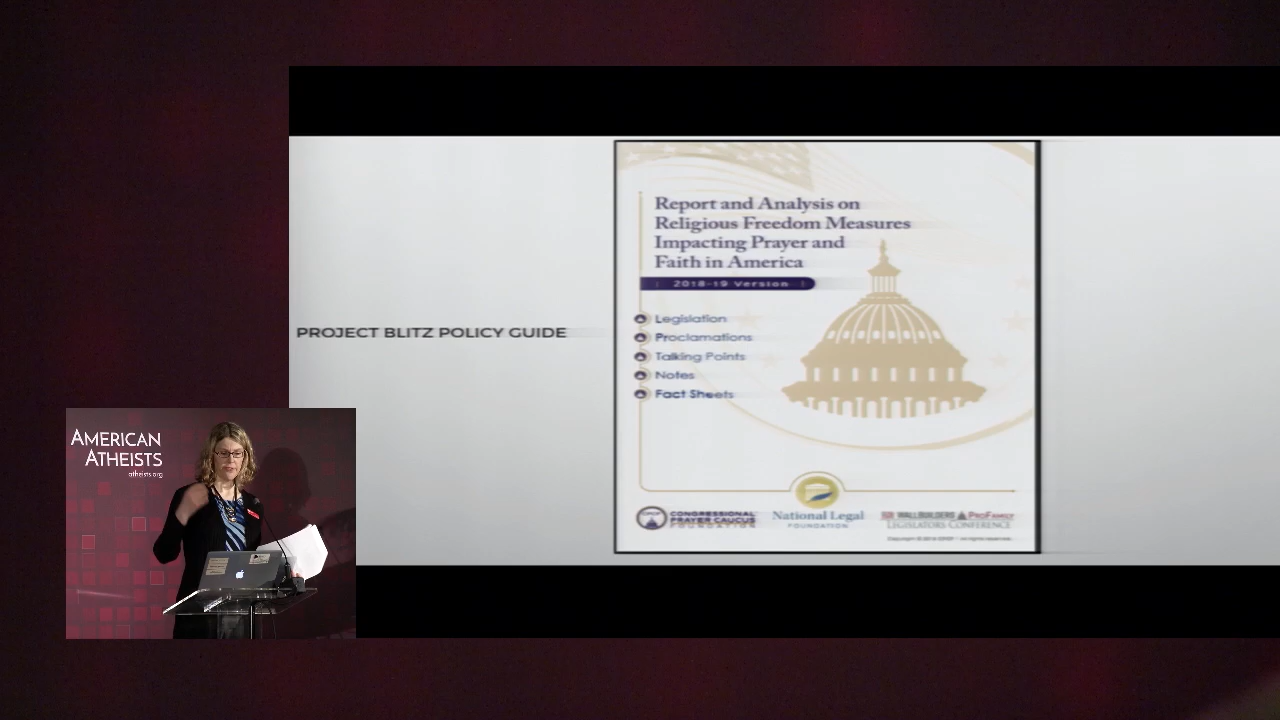 PROJECT BLITZ POLICY GUIDE
Report and Analysis on
Religious Freedom Measures
Impacting Prayer and
Faith in America
2018-19 Version
Legislation
Proclamations
Talking Points
Notes
Fact Sheets
CONGRESSIONAL
PRAYER CAUCUS
FOUNDATION
National Legal
FOUNDATION
WALLBUILDERS PROFAMILY
LEGISLATORS CONFERENCE
AMERICAN
ATHEISTS
atheists.org